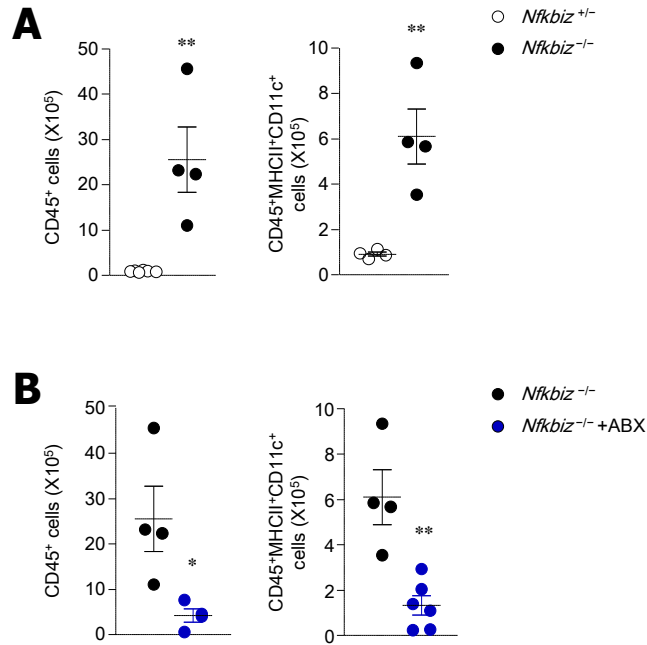 A
Nfkbiz +/–
Nfkbiz –/–
CD45+ cells (X10⁵)
50
40
30
20
10
0
**
CD45+MHCII+CD11c+
cells (X10⁵)
10
8
6
4
2
0
**
B
Nfkbiz –/–
Nfkbiz –/– +ABX
CD45+ cells (X10⁵)
50
40
30
20
10
0
*
CD45+MHCII+CD11c+
cells (X10⁵)
10
8
6
4
2
0
**